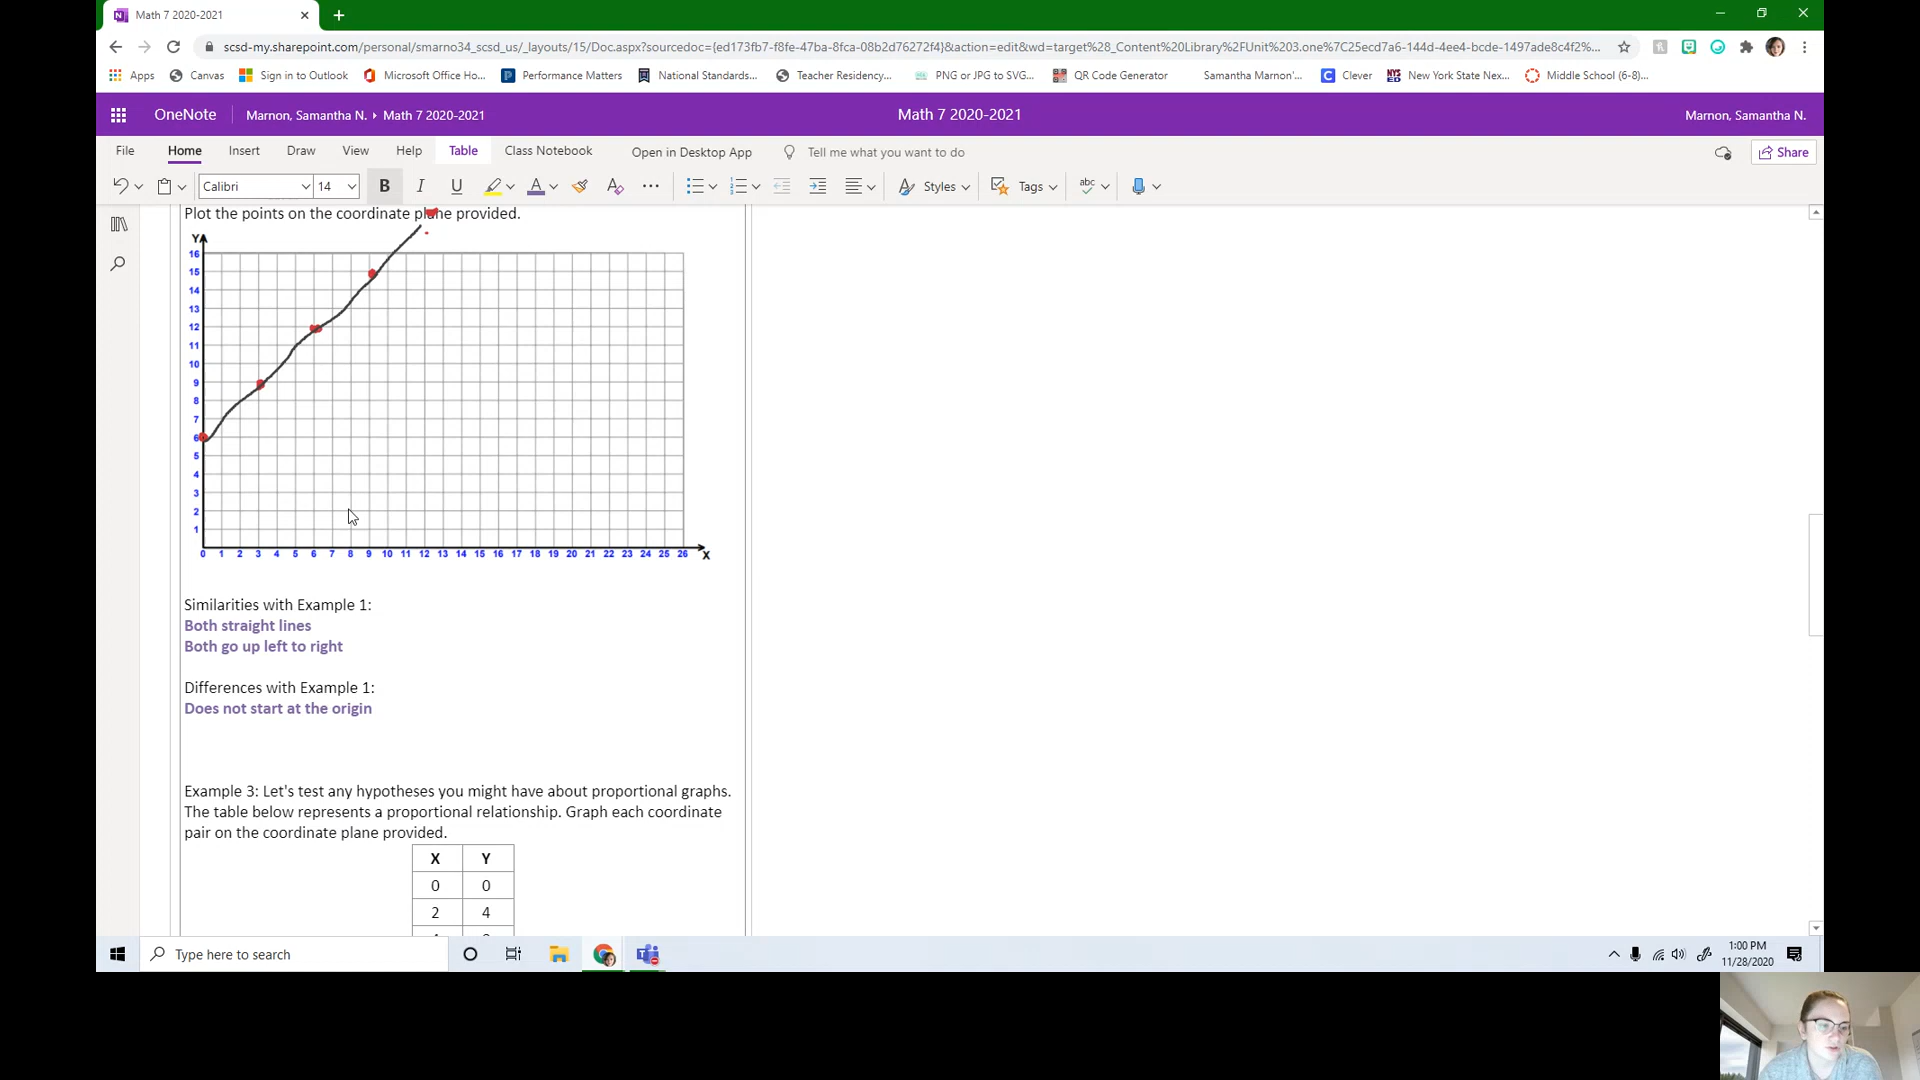 Math 7 2020-2021
scsd-my.sharepoint.com/personal/smarno34_scsd_us/_layouts/15/Doc.aspx?sourcedoc={ed173fb7-f8fe-47ba-8fca-08b2d76272f4}&action=edit&wd=target%28_Content%20Library%2FUnit%203.one%7C25ecd7a6-144d-4ee4-bcde-1497ade8c4f2%...
Apps Canvas Sign in to Outlook Microsoft Office Ho... Performance Matters National Standards... Teacher Residency,... PNG or JPG to SVG... QR Code Generator Samantha Marnon'... Clever New York State Nex... Middle School (6-8)...
OneNote Marnon, Samantha N. Math 7 2020-2021 Math 7 2020-2021 Marnon, Samantha N.
File Home Insert Draw View Help Table Class Notebook Open in Desktop App Tell me what you want to do Share
Calibri 14 B I U A Styles Tags abc
Plot the points on the coordinate plane provided.
Y
16
15
14
13
12
11
10
9
8
7
6
5
4
3
2
1
0 1 2 3 4 5 6 7 8 9 10 11 12 13 14 15 16 17 18 19 20 21 22 23 24 25 26 X
Similarities with Example 1:
Both straight lines
Both go up left to right
Differences with Example 1:
Does not start at the origin
Example 3: Let's test any hypotheses you might have about proportional graphs.
The table below represents a proportional relationship. Graph each coordinate
pair on the coordinate plane provided.
X Y
0 0
2 4
Type here to search
1:00 PM
11/28/2020